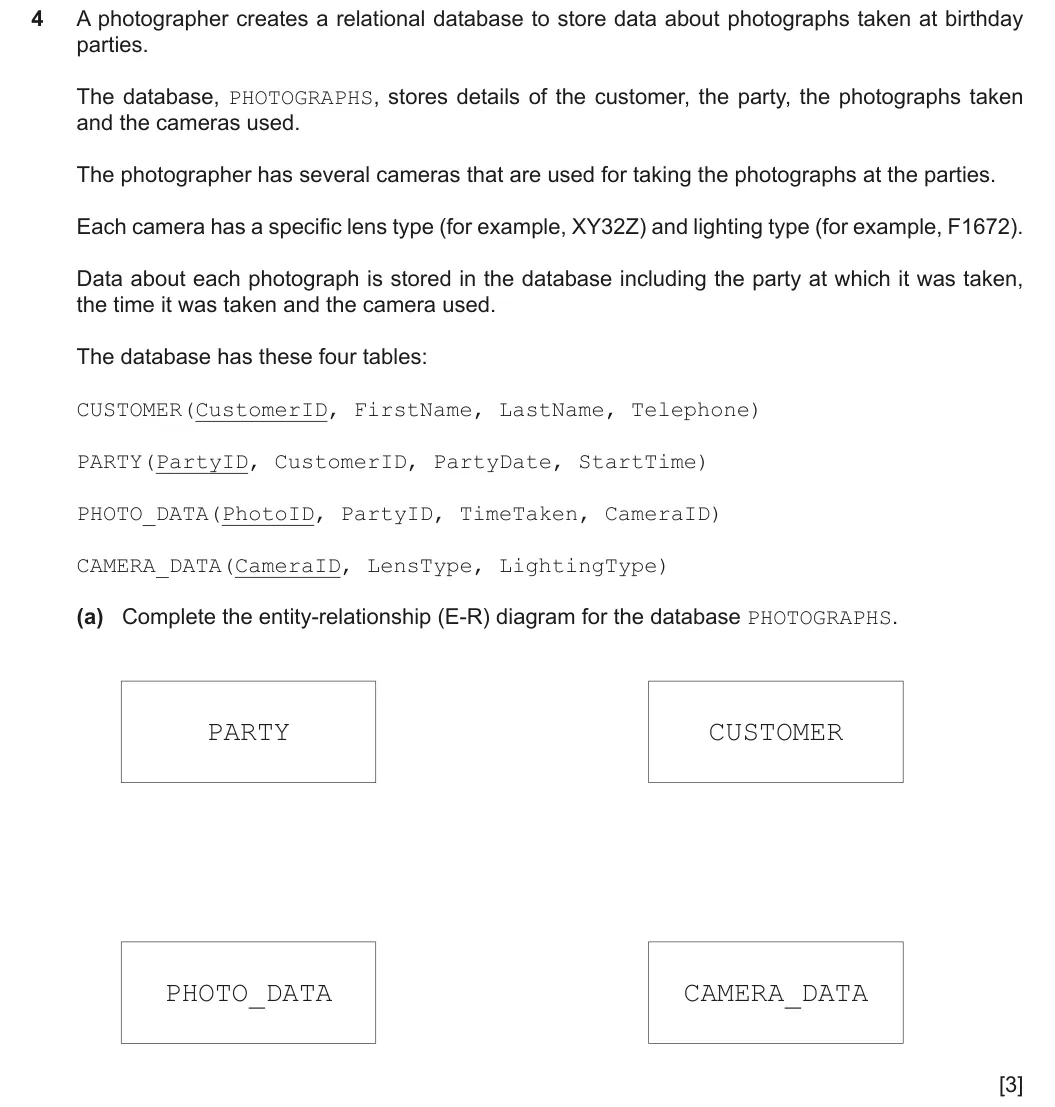 4 A photographer creates a relational database to store data about photographs taken at birthday
parties.
The database, PHOTOGRAPHS, stores details of the customer, the party, the photographs taken
and the cameras used.
The photographer has several cameras that are used for taking the photographs at the parties.
Each camera has a specific lens type (for example, XY32Z) and lighting type (for example, F1672).
Data about each photograph is stored in the database including the party at which it was taken,
the time it was taken and the camera used.
The database has these four tables:
CUSTOMER(CustomerID, FirstName, LastName, Telephone)
PARTY(PartyID, CustomerID, PartyDate, StartTime)
PHOTO_DATA(PhotoID, PartyID, TimeTaken, CameraID)
CAMERA_DATA(CameraID, LensType, LightingType)
(a) Complete the entity-relationship (E-R) diagram for the database PHOTOGRAPHS.
PARTY CUSTOMER
PHOTO_DATA CAMERA_DATA
[3]